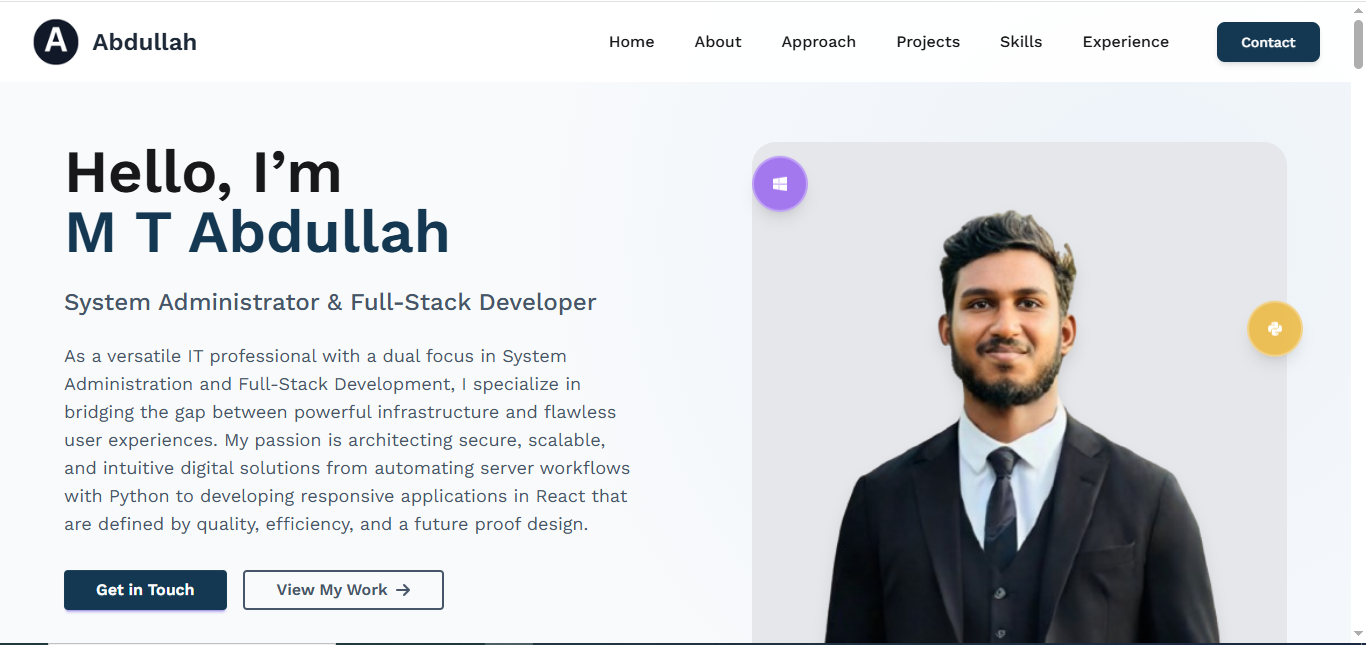 A
Abdullah
Home
About
Approach
Projects
Skills
Experience
Contact
Hello, I’m
M T Abdullah
System Administrator & Full-Stack Developer
As a versatile IT professional with a dual focus in System
Administration and Full-Stack Development, I specialize in
bridging the gap between powerful infrastructure and flawless
user experiences. My passion is architecting secure, scalable,
and intuitive digital solutions from automating server workflows
with Python to developing responsive applications in React that
are defined by quality, efficiency, and a future proof design.
Get in Touch
View My Work →